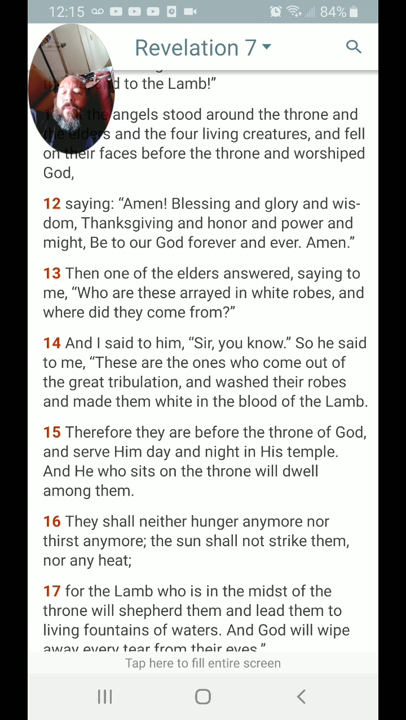 12:15
84%
Revelation 7
d to the Lamb!"
the angels stood around the throne and
the elders and the four living creatures, and fell
on their faces before the throne and worshiped
God,
12 saying: “Amen! Blessing and glory and wis-
dom, Thanksgiving and honor and power and
might, Be to our God forever and ever. Amen.”
13 Then one of the elders answered, saying to
me, “Who are these arrayed in white robes, and
where did they come from?”
14 And I said to him, “Sir, you know.” So he said
to me, “These are the ones who come out of
the great tribulation, and washed their robes
and made them white in the blood of the Lamb.
15 Therefore they are before the throne of God,
and serve Him day and night in His temple.
And He who sits on the throne will dwell
among them.
16 They shall neither hunger anymore nor
thirst anymore; the sun shall not strike them,
nor any heat;
17 for the Lamb who is in the midst of the
throne will shepherd them and lead them to
living fountains of waters. And God will wipe
away every tear from their eyes.”
Tap here to fill entire screen